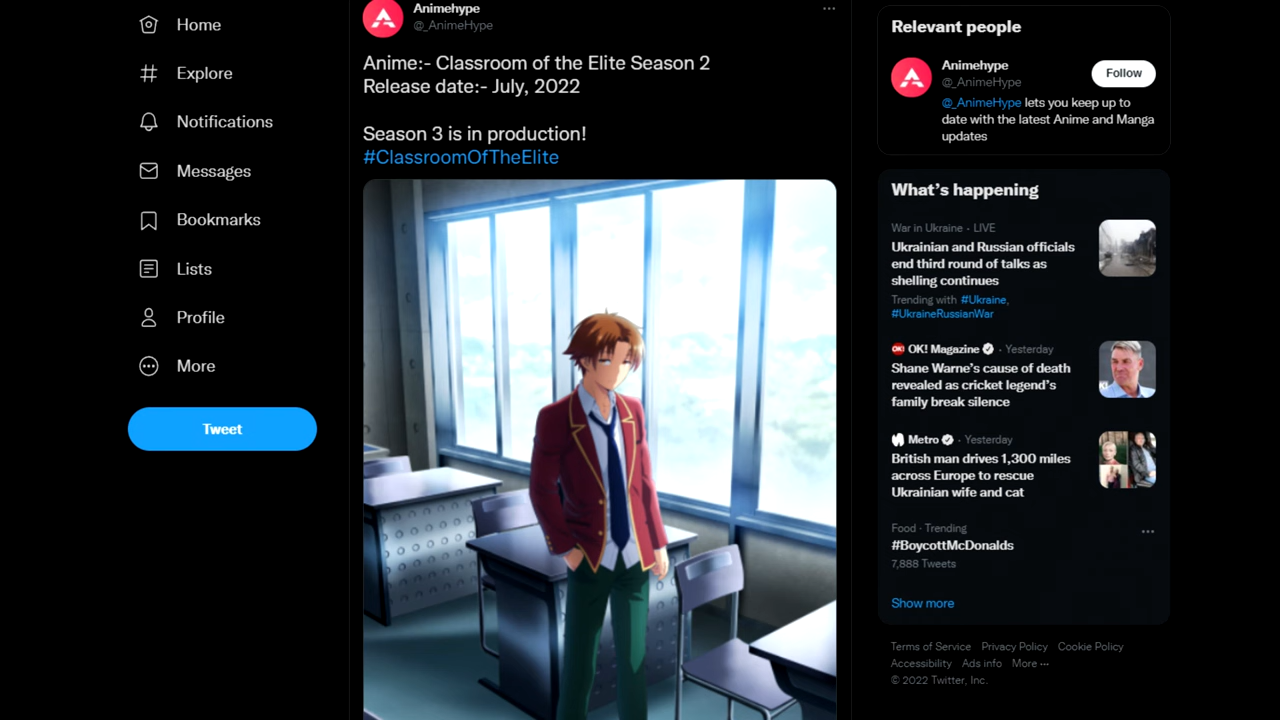 Home
Explore
Notifications
Messages
Bookmarks
Lists
Profile
More
Tweet
Animehype
@_AnimeHype
Anime:- Classroom of the Elite Season 2
Release date:- July, 2022
Season 3 is in production!
#ClassroomOfTheElite
Relevant people
Animehype
@_AnimeHype
Follow
@_AnimeHype lets you keep up to
date with the latest Anime and Manga
updates
What's happening
War in Ukraine · LIVE
Ukrainian and Russian officials
end third round of talks as
shelling continues
Trending with #Ukraine,
#UkraineRussianWar
OK! OK! Magazine · Yesterday
Shane Warne's cause of death
revealed as cricket legend's
family break silence
Metro · Yesterday
British man drives 1,300 miles
across Europe to rescue
Ukrainian wife and cat
Food · Trending
#BoycottMcDonalds
7,888 Tweets
Show more
Terms of Service Privacy Policy Cookie Policy
Accessibility Ads info More ···
© 2022 Twitter, Inc.